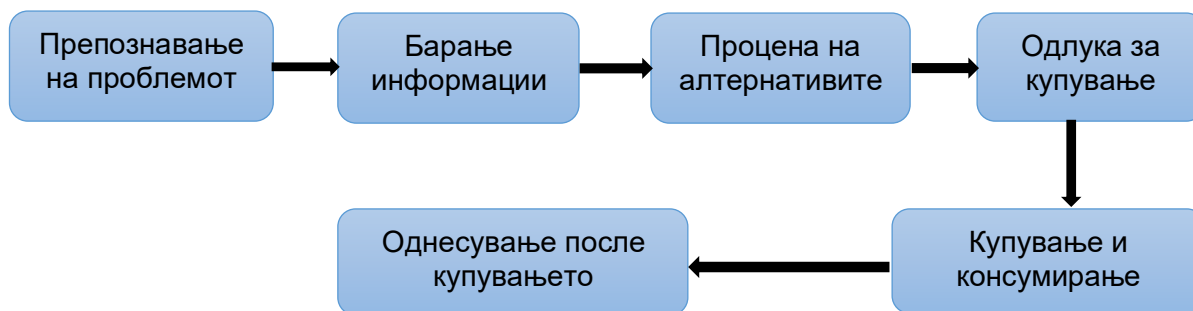 Препознавање
на проблемот
Барање
информации
Процена на
алтернативите
Одлука за
купување
Купување и
консумирање
Однесување после
купувањето